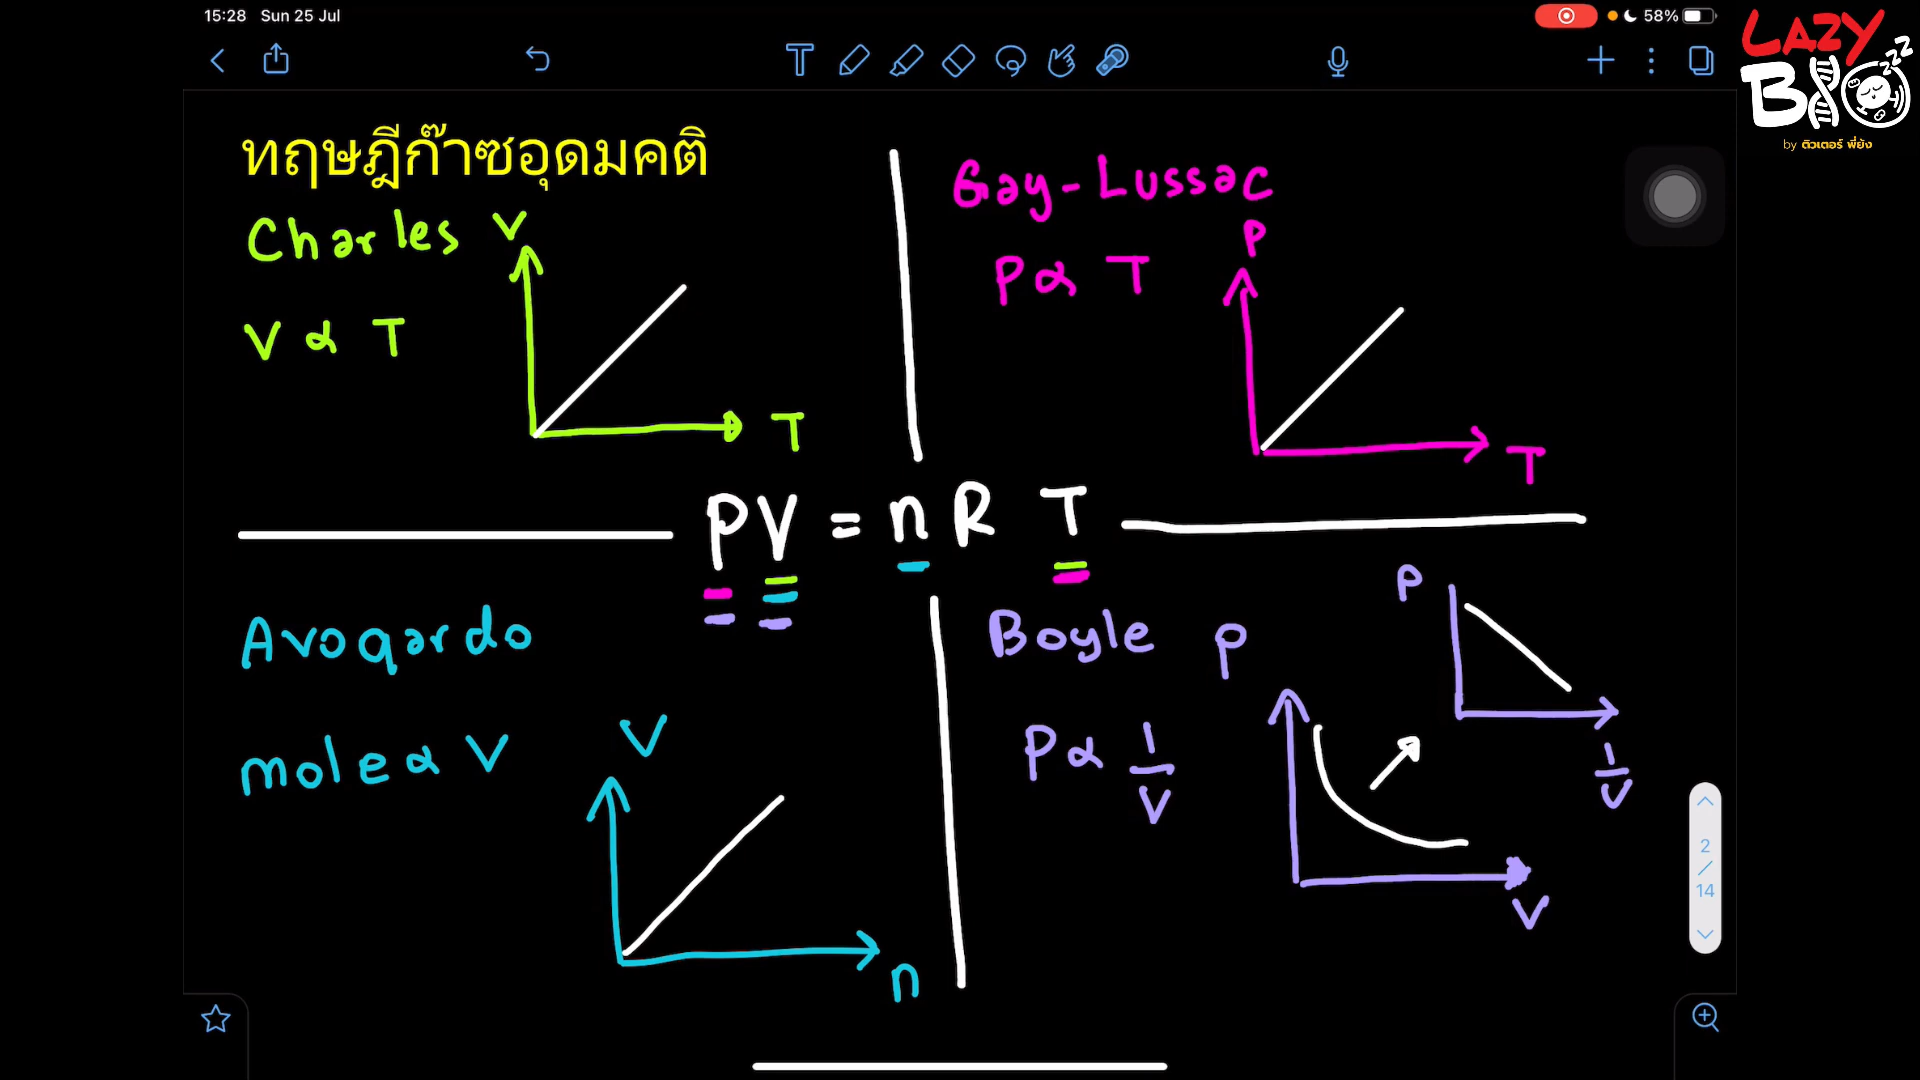 15:28 Sun 25 Jul
58%
LAZY
BIO zzz
by ติวเตอร์ พี่ยัง
ทฤษฎีก๊าซอุดมคติ
Charles
V ∝ T
V
T
Gay-Lussac
P ∝ T
P
T
PV = nRT
Avoqardo
mole ∝ V
V
n
Boyle
P ∝ 1/V
P
V
P
1/V
2
/
14